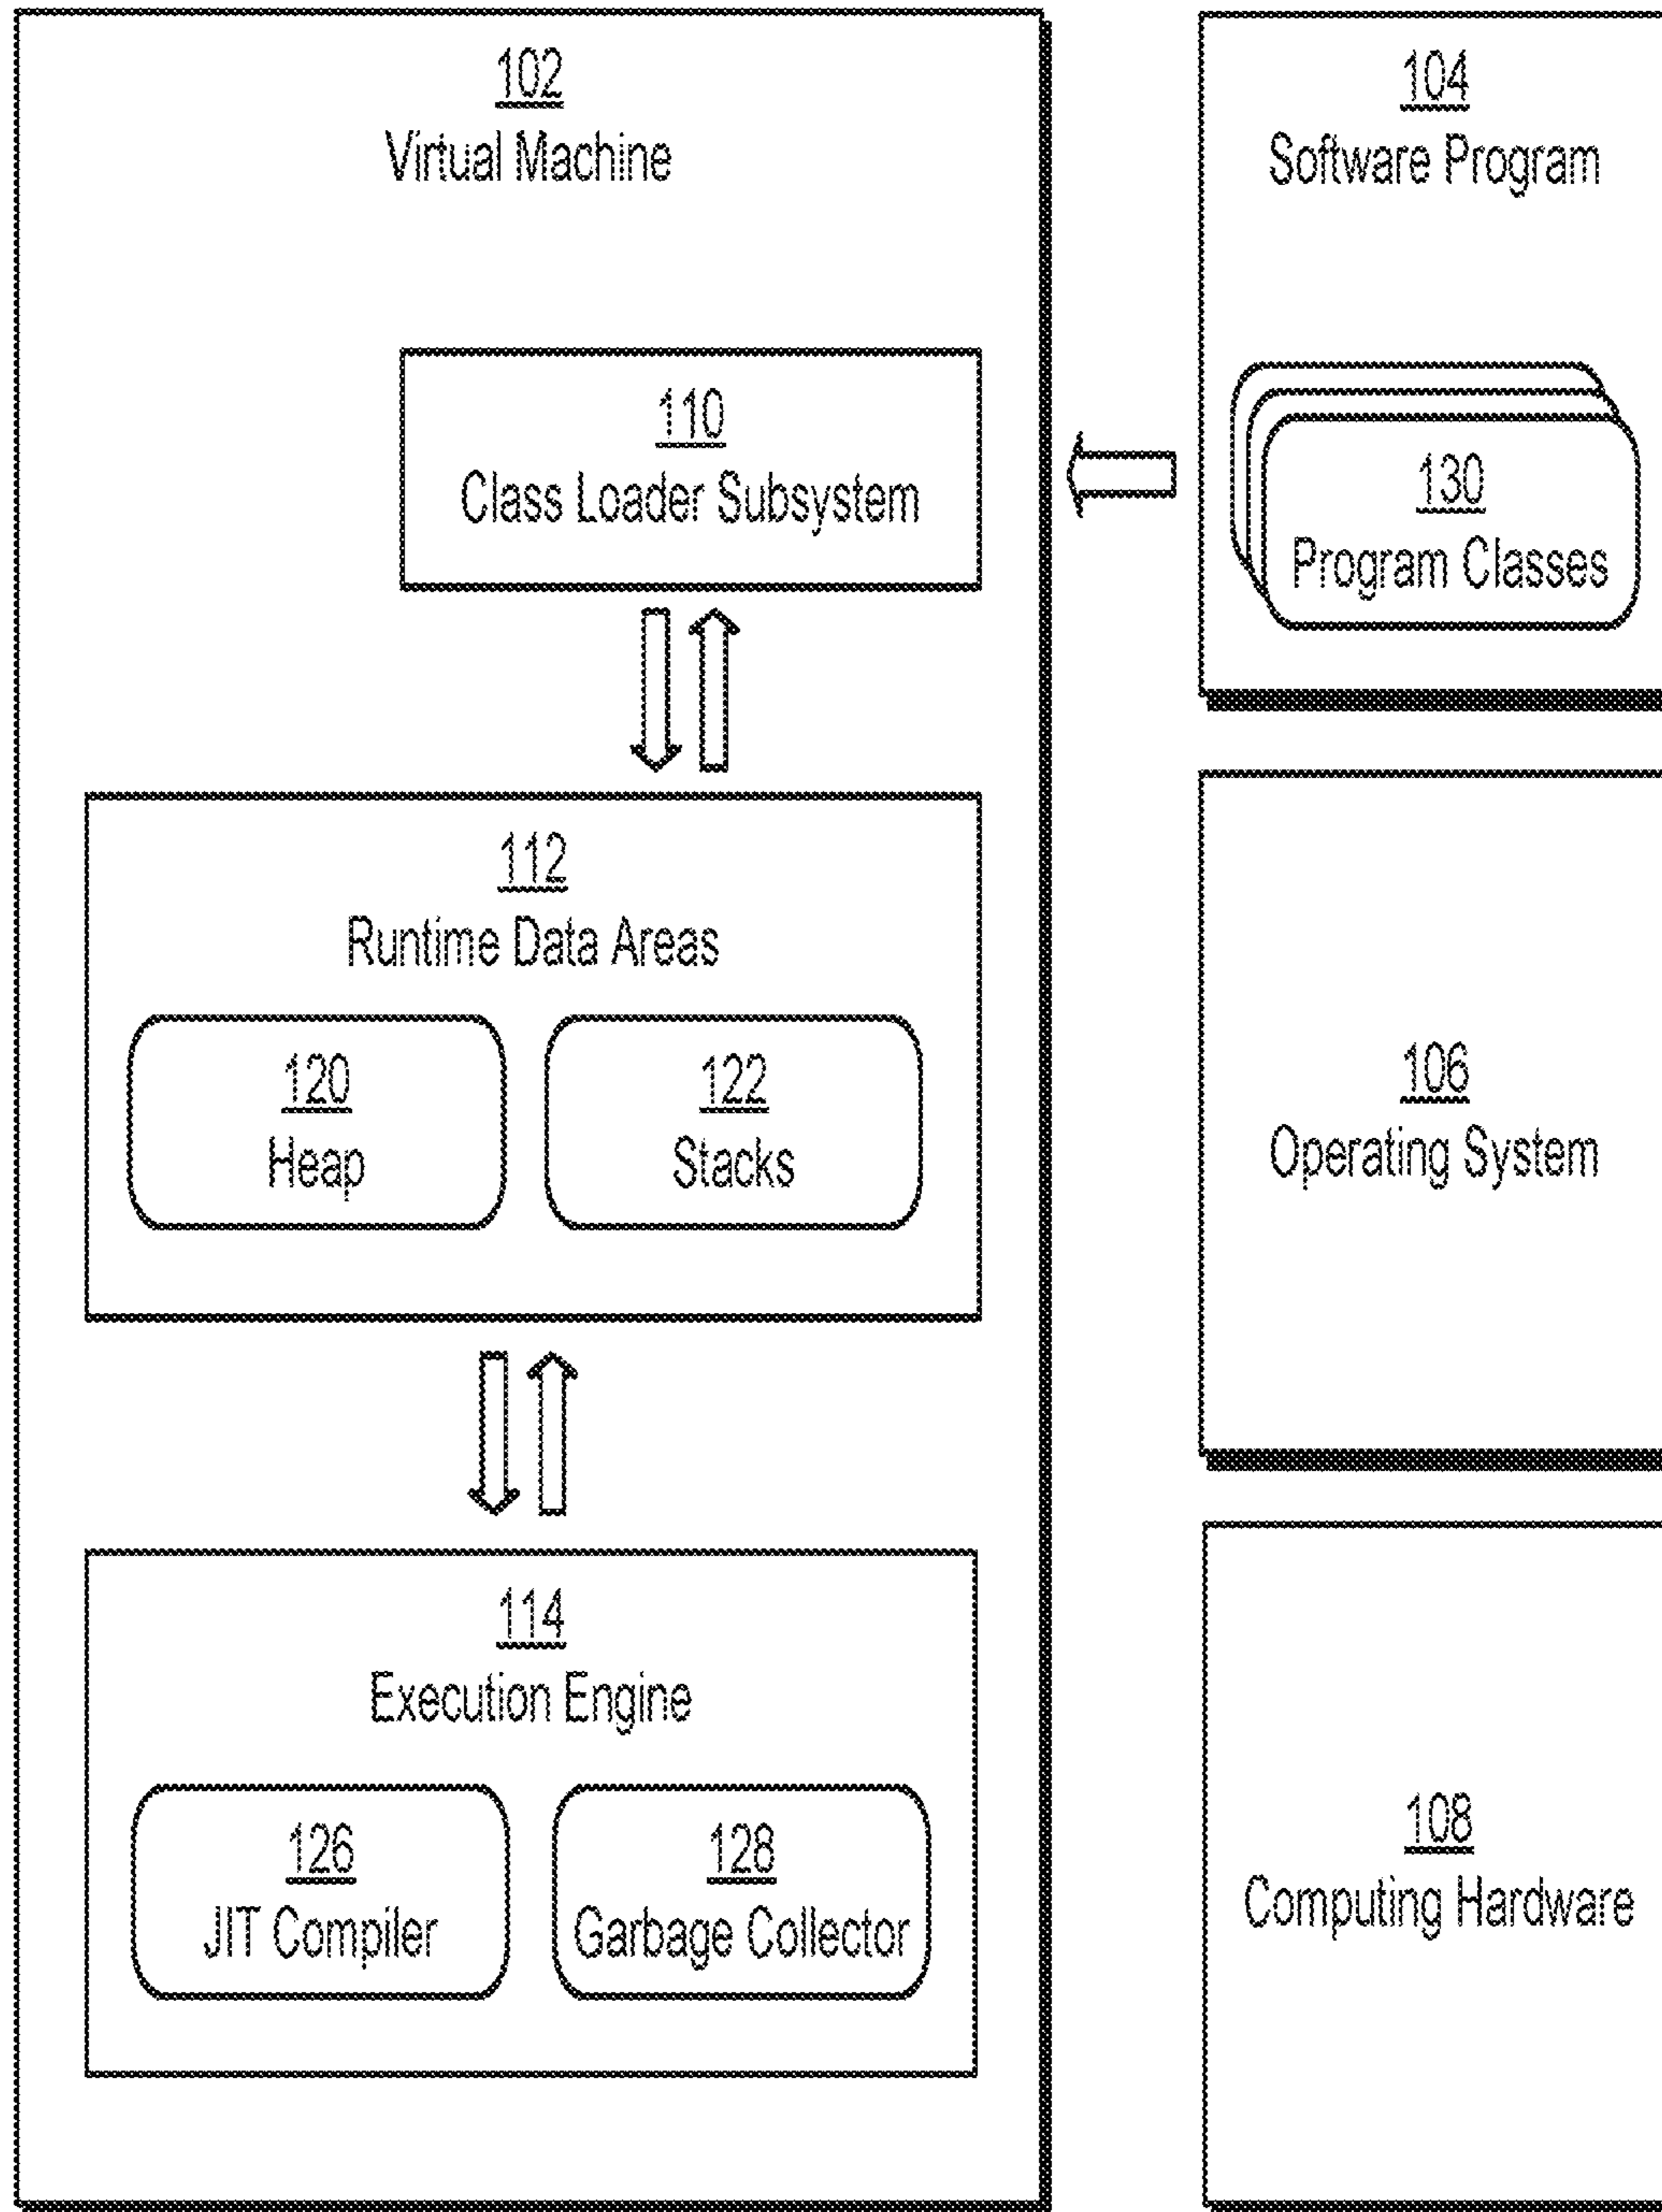 102
Virtual Machine
110
Class Loader Subsystem
112
Runtime Data Areas
120
Heap
122
Stacks
114
Execution Engine
126
JIT Compiler
128
Garbage Collector
104
Software Program
130
Program Classes
106
Operating System
108
Computing Hardware